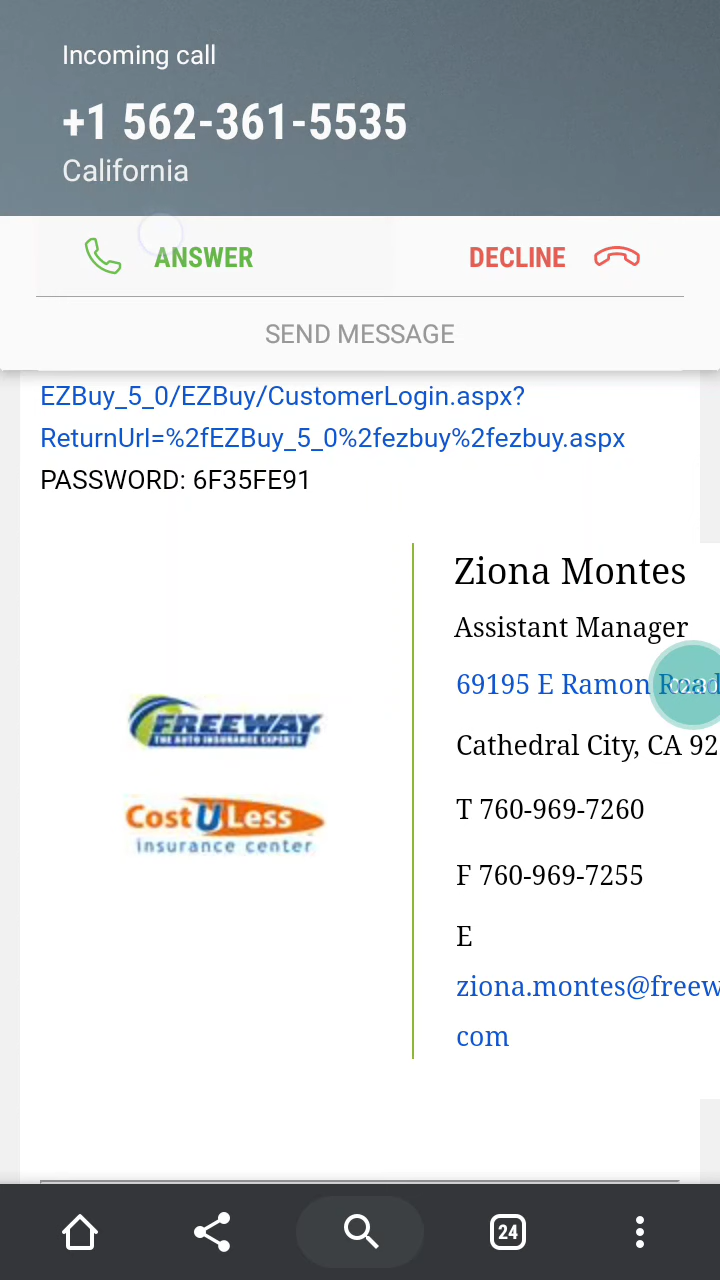 Incoming call
+1 562-361-5535
California
ANSWER
DECLINE
SEND MESSAGE
EZBuy_5_0/EZBuy/CustomerLogin.aspx?
ReturnUrl=%2fEZBuy_5_0%2fezbuy%2fezbuy.aspx
PASSWORD: 6F35FE91
Ziona Montes
Assistant Manager
69195 E Ramon Road
Cathedral City, CA 92
T 760-969-7260
F 760-969-7255
E
ziona.montes@freew
com
FREEWAY
THE AUTO INSURANCE EXPERTS
Cost U Less
insurance center
24